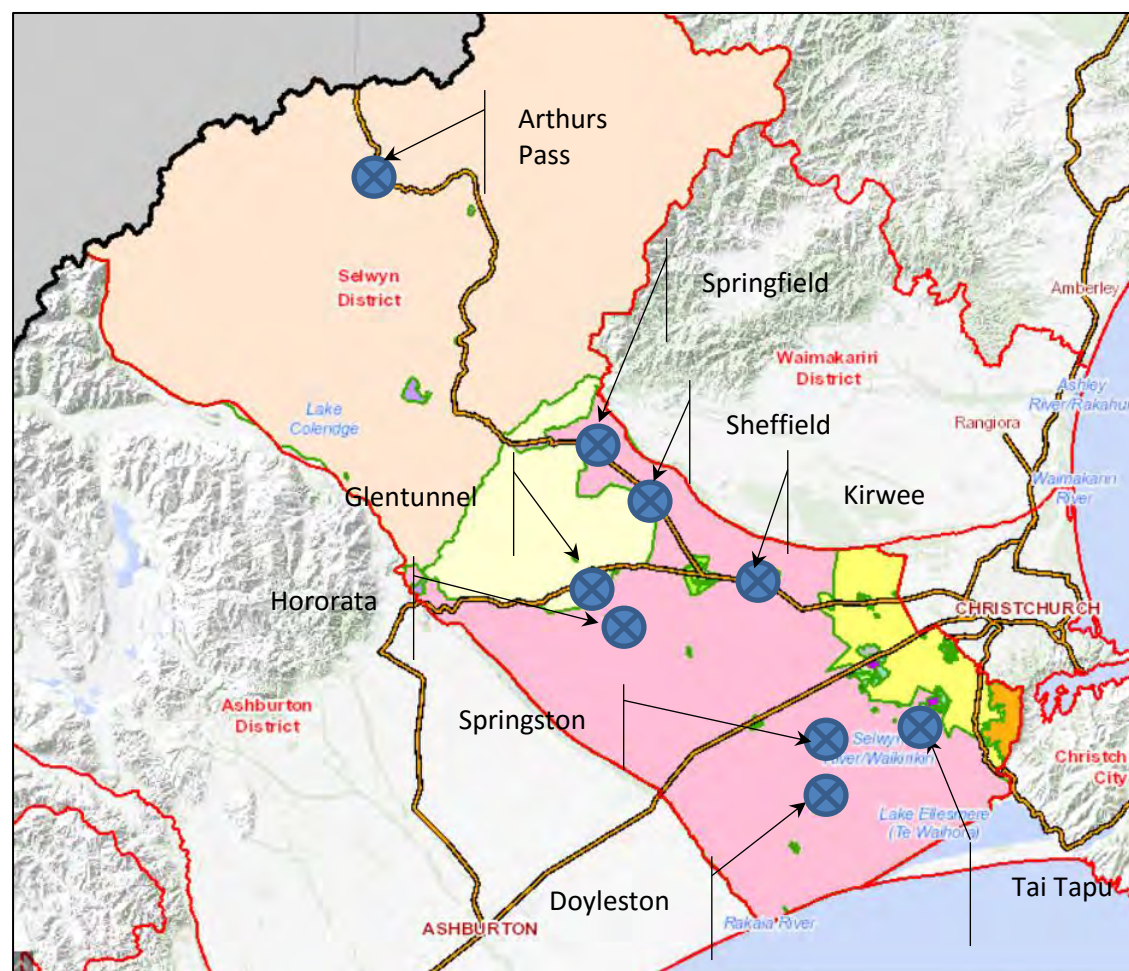 Arthurs
Pass
Selwyn
District
Springfield
Amberley
Waimakariri
District
Ashley
River/Rakahuri
Lake
Coleridge
Sheffield
Rangiora
Waimakariri
River
Glentunnel
Kirwee
Hororata
CHRISTCHURCH
Ashburton
District
Springston
Selwyn
River/Waikirikiri
Christch
City
Lake Ellesmere
(Te Waihora)
Doyleston
Tai Tapu
ASHBURTON
Rakaia River